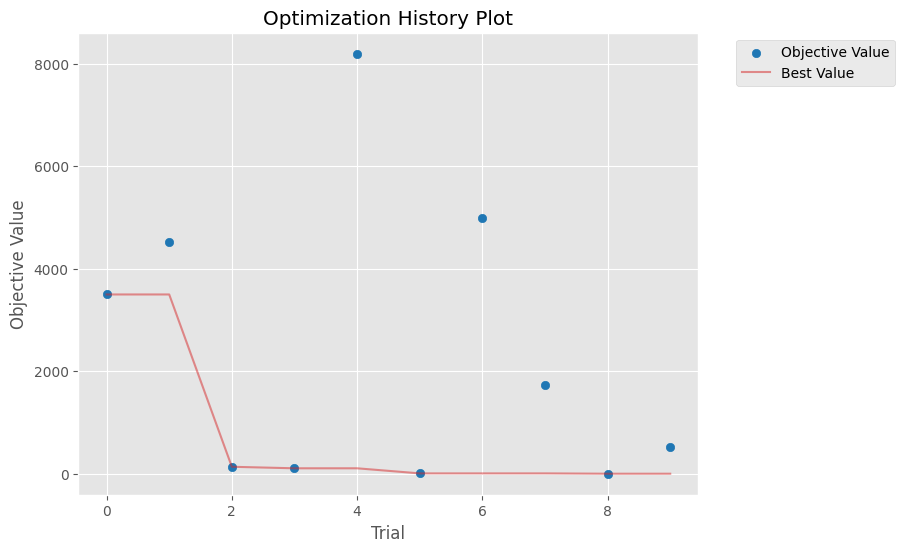 Optimization History Plot
Objective Value
Best Value
8000
6000
4000
2000
0
Objective Value
0 2 4 6 8
Trial